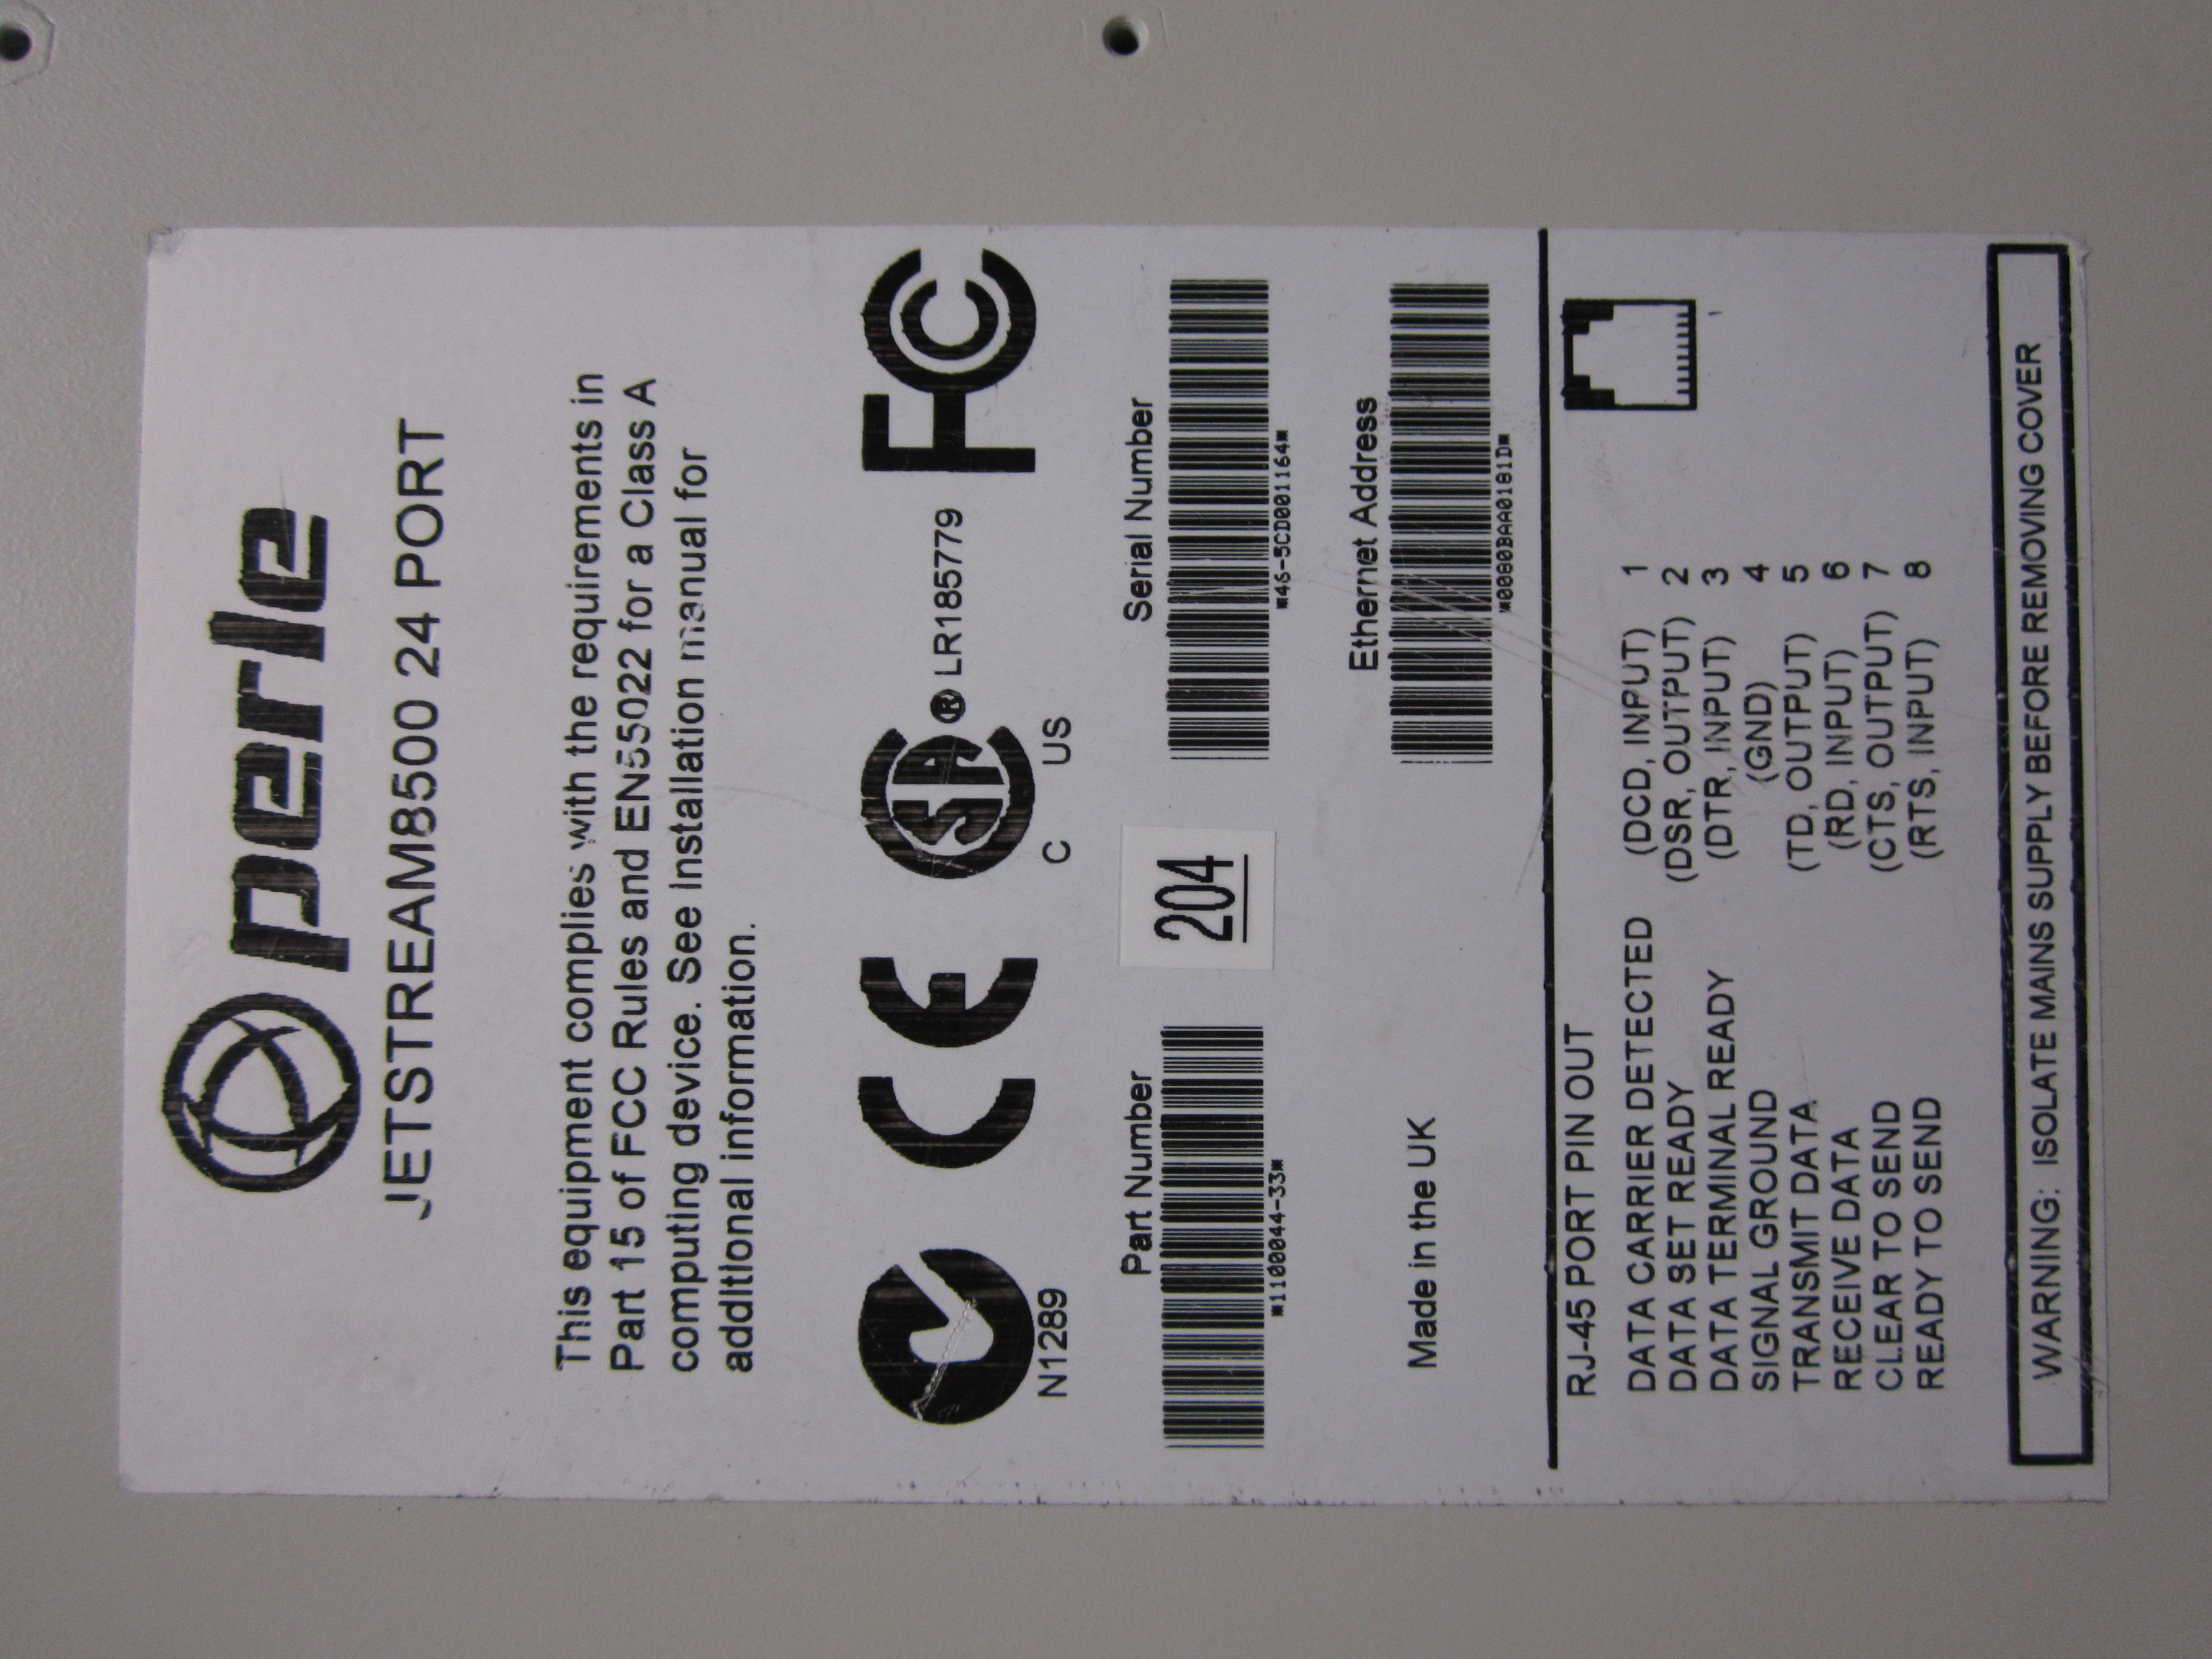 perle
JETSTREAM8500 24 PORT
This equipment complies with the requirements in
Part 15 of FCC Rules and EN55022 for a Class A
computing device. See Installation manual for
additional information.
CE
SA ® LR185779
FC
N1289
C US
Part Number
204
Serial Number
*1100044-33*
*46-5CD001164*
Ethernet Address
Made in the UK
*0080BAA0181D*
RJ-45 PORT PIN OUT
DATA CARRIER DETECTED (DCD, INPUT) 1
DATA SET READY (DSR, OUTPUT) 2
DATA TERMINAL READY (DTR, INPUT) 3
SIGNAL GROUND (GND) 4
TRANSMIT DATA (TD, OUTPUT) 5
RECEIVE DATA (RD, INPUT) 6
CLEAR TO SEND (CTS, OUTPUT) 7
READY TO SEND (RTS, INPUT) 8
WARNING: ISOLATE MAINS SUPPLY BEFORE REMOVING COVER